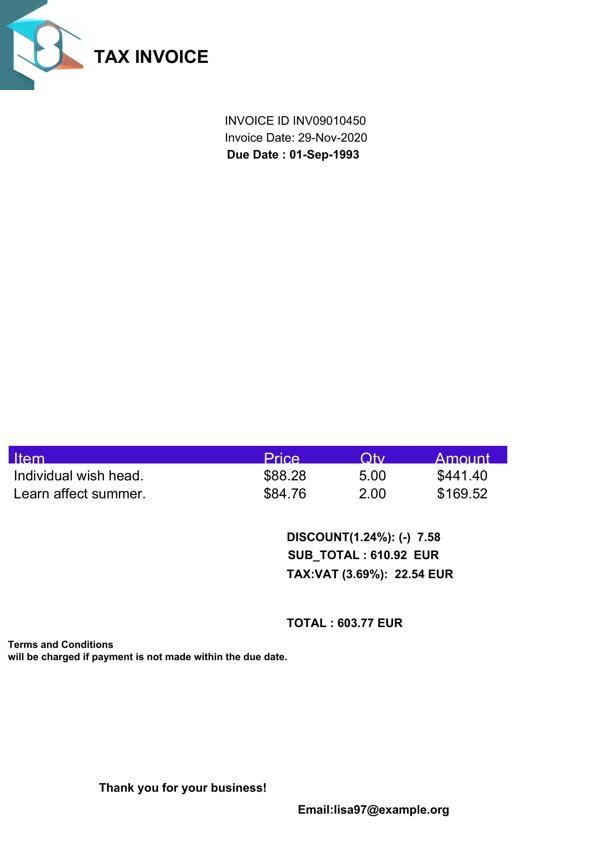 TAX INVOICE
INVOICE ID INV09010450
Invoice Date: 29-Nov-2020
Due Date : 01-Sep-1993
Item Price Qty Amount
Individual wish head. $88.28 5.00 $441.40
Learn affect summer. $84.76 2.00 $169.52
DISCOUNT(1.24%): (-) 7.58
SUB_TOTAL : 610.92 EUR
TAX:VAT (3.69%): 22.54 EUR
TOTAL : 603.77 EUR
Terms and Conditions
will be charged if payment is not made within the due date.
Thank you for your business!
Email:lisa97@example.org